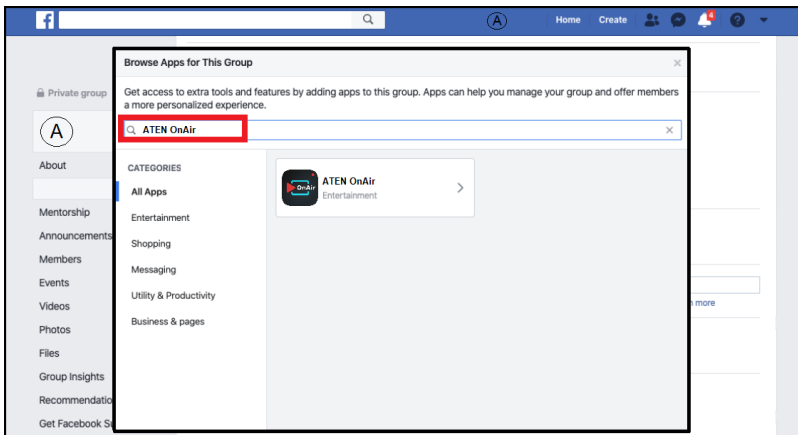 f
A
Home
Create
4
?
Private group
A
About
Mentorship
Announcements
Members
Events
Videos
Photos
Files
Group Insights
Recommendatio
Get Facebook Su
Browse Apps for This Group
Get access to extra tools and features by adding apps to this group. Apps can help you manage your group and offer members
a more personalized experience.
ATEN OnAir
CATEGORIES
All Apps
Entertainment
Shopping
Messaging
Utility & Productivity
Business & pages
OnAir
ATEN OnAir
Entertainment
more